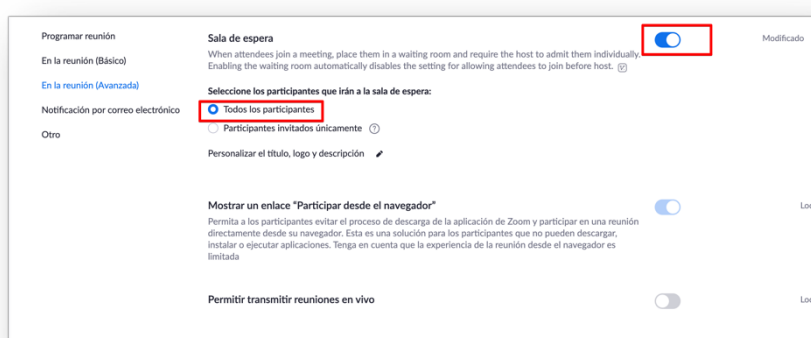 Programar reunión
En la reunión (Básico)
En la reunión (Avanzada)
Notificación por correo electrónico
Otro
Sala de espera
Modificado
When attendees join a meeting, place them in a waiting room and require the host to admit them individually.
Enabling the waiting room automatically disables the setting for allowing attendees to join before host.
Seleccione los participantes que irán a la sala de espera:
Todos los participantes
Participantes invitados únicamente
Personalizar el título, logo y descripción
Mostrar un enlace "Participar desde el navegador"
Permita a los participantes evitar el proceso de descarga de la aplicación de Zoom y participar en una reunión
directamente desde su navegador. Esta es una solución para los participantes que no pueden descargar,
instalar o ejecutar aplicaciones. Tenga en cuenta que la experiencia de la reunión desde el navegador es
limitada
Permitir transmitir reuniones en vivo